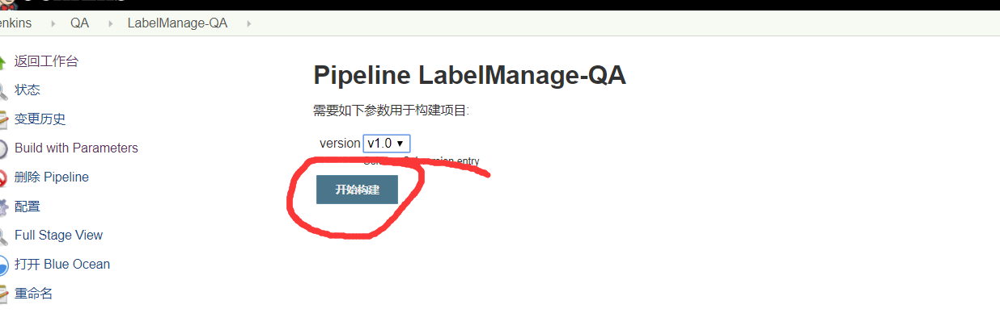 enkins QA LabelManage-QA
返回工作台
状态
变更历史
Build with Parameters
删除 Pipeline
配置
Full Stage View
打开 Blue Ocean
重命名
Pipeline LabelManage-QA
需要如下参数用于构建项目:
version v1.0
entry
开始构建